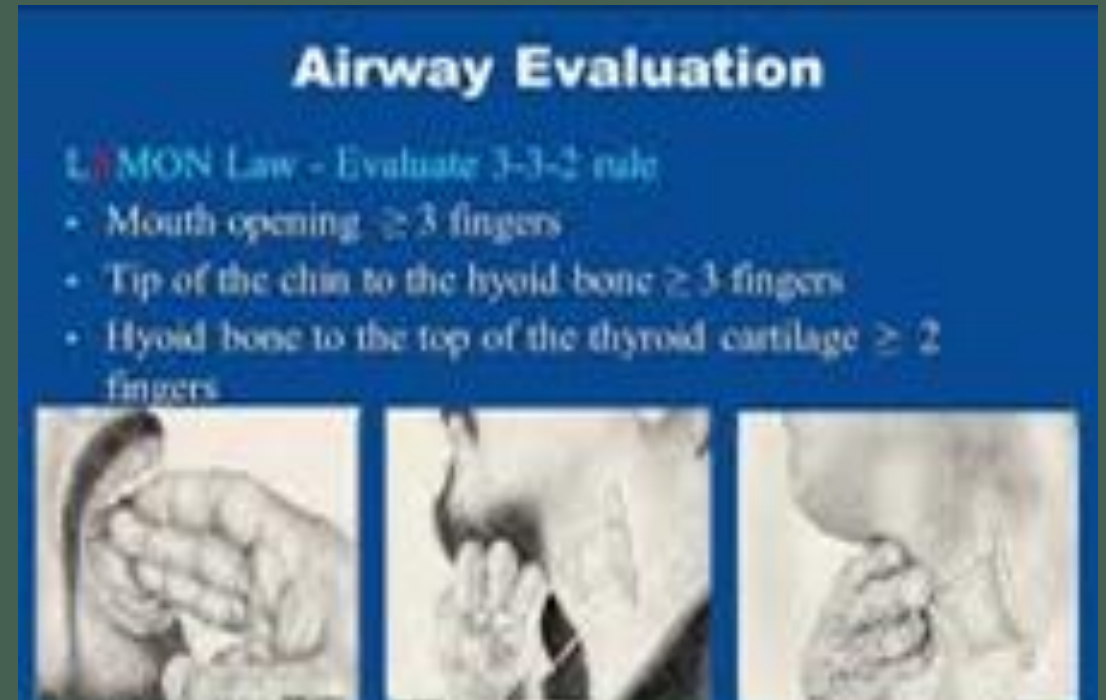 Airway Evaluation
LEMON Law - Evaluate 3-3-2 rule
• Mouth opening ≥ 3 fingers
• Tip of the chin to the hyoid bone ≥ 3 fingers
• Hyoid bone to the top of the thyroid cartilage ≥ 2
fingers